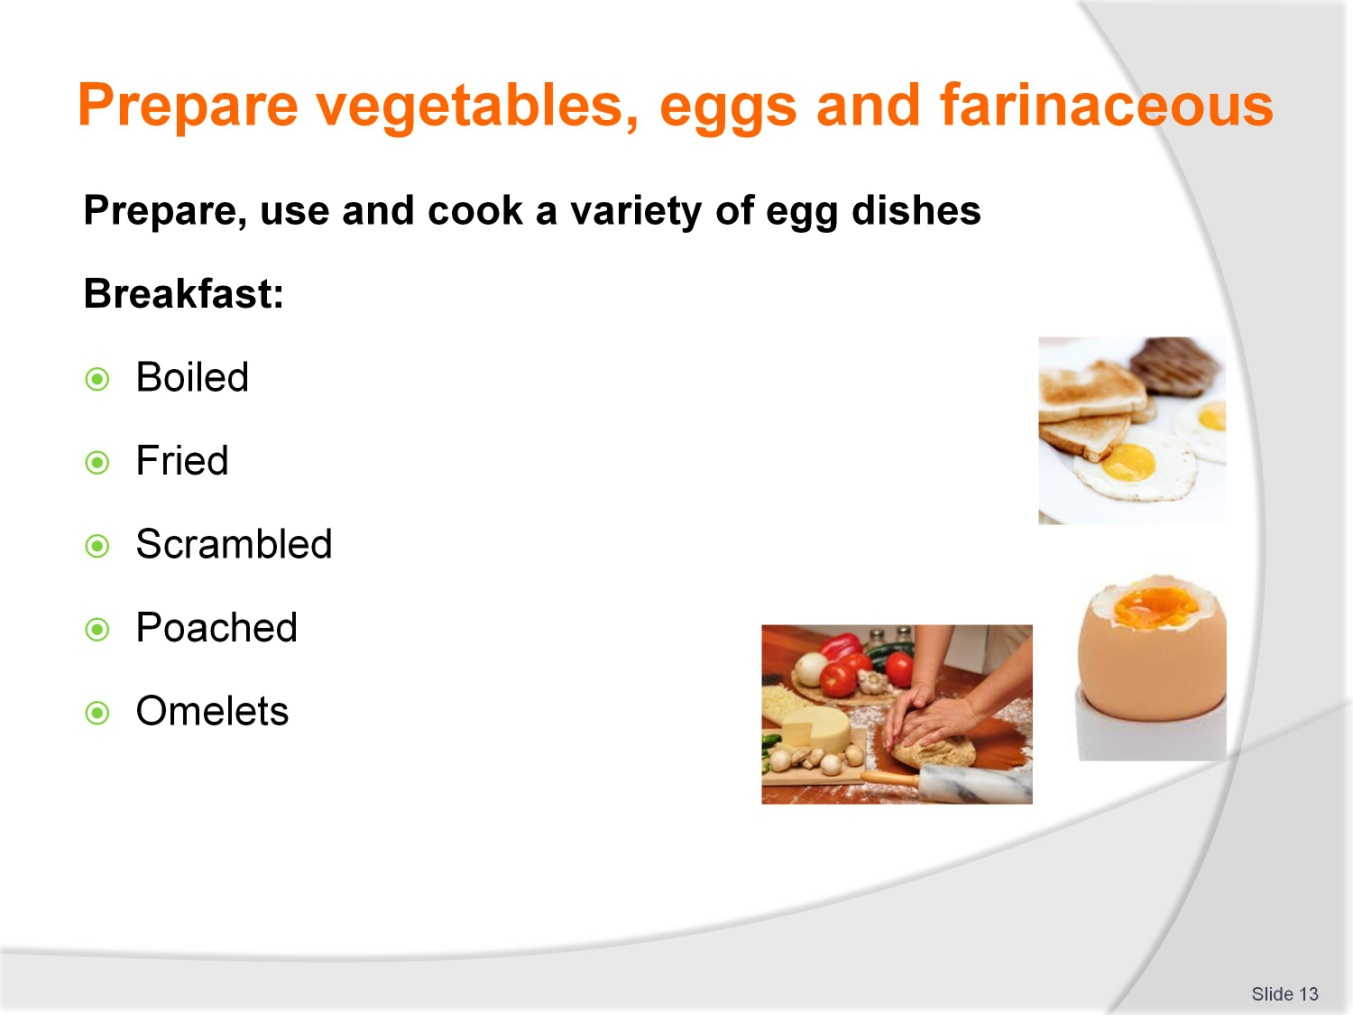 Prepare vegetables, eggs and farinaceous
Prepare, use and cook a variety of egg dishes
Breakfast:
Boiled
Fried
Scrambled
Poached
Omelets
Slide 13